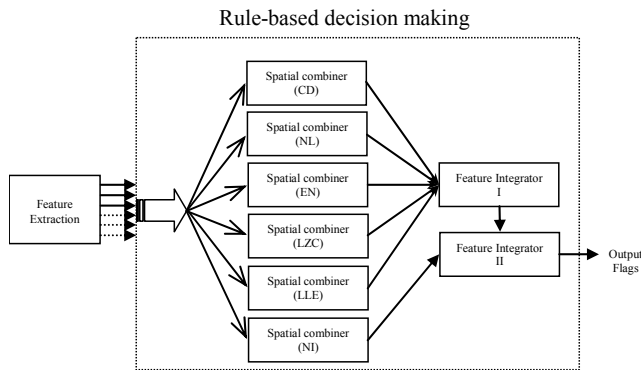 Rule-based decision making
Spatial combiner
(CD)
Spatial combiner
(NL)
Spatial combiner
(EN)
Spatial combiner
(LZC)
Spatial combiner
(LLE)
Spatial combiner
(NI)
Feature
Extraction
Feature Integrator
I
Feature Integrator
II
Output
Flags